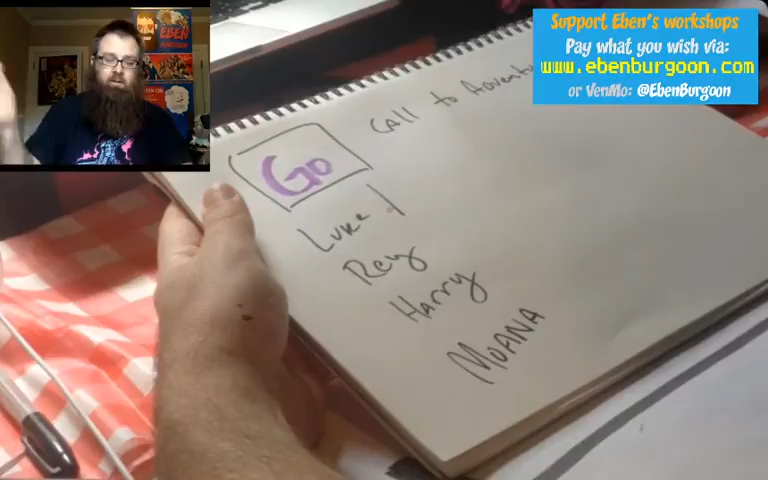 Support Eben's workshops
Pay what you wish via:
www.ebenburgoon.com
or VenMo: @EbenBurgoon
EBEN
Call to
GO
Luke
Rey
Harry
MOANA